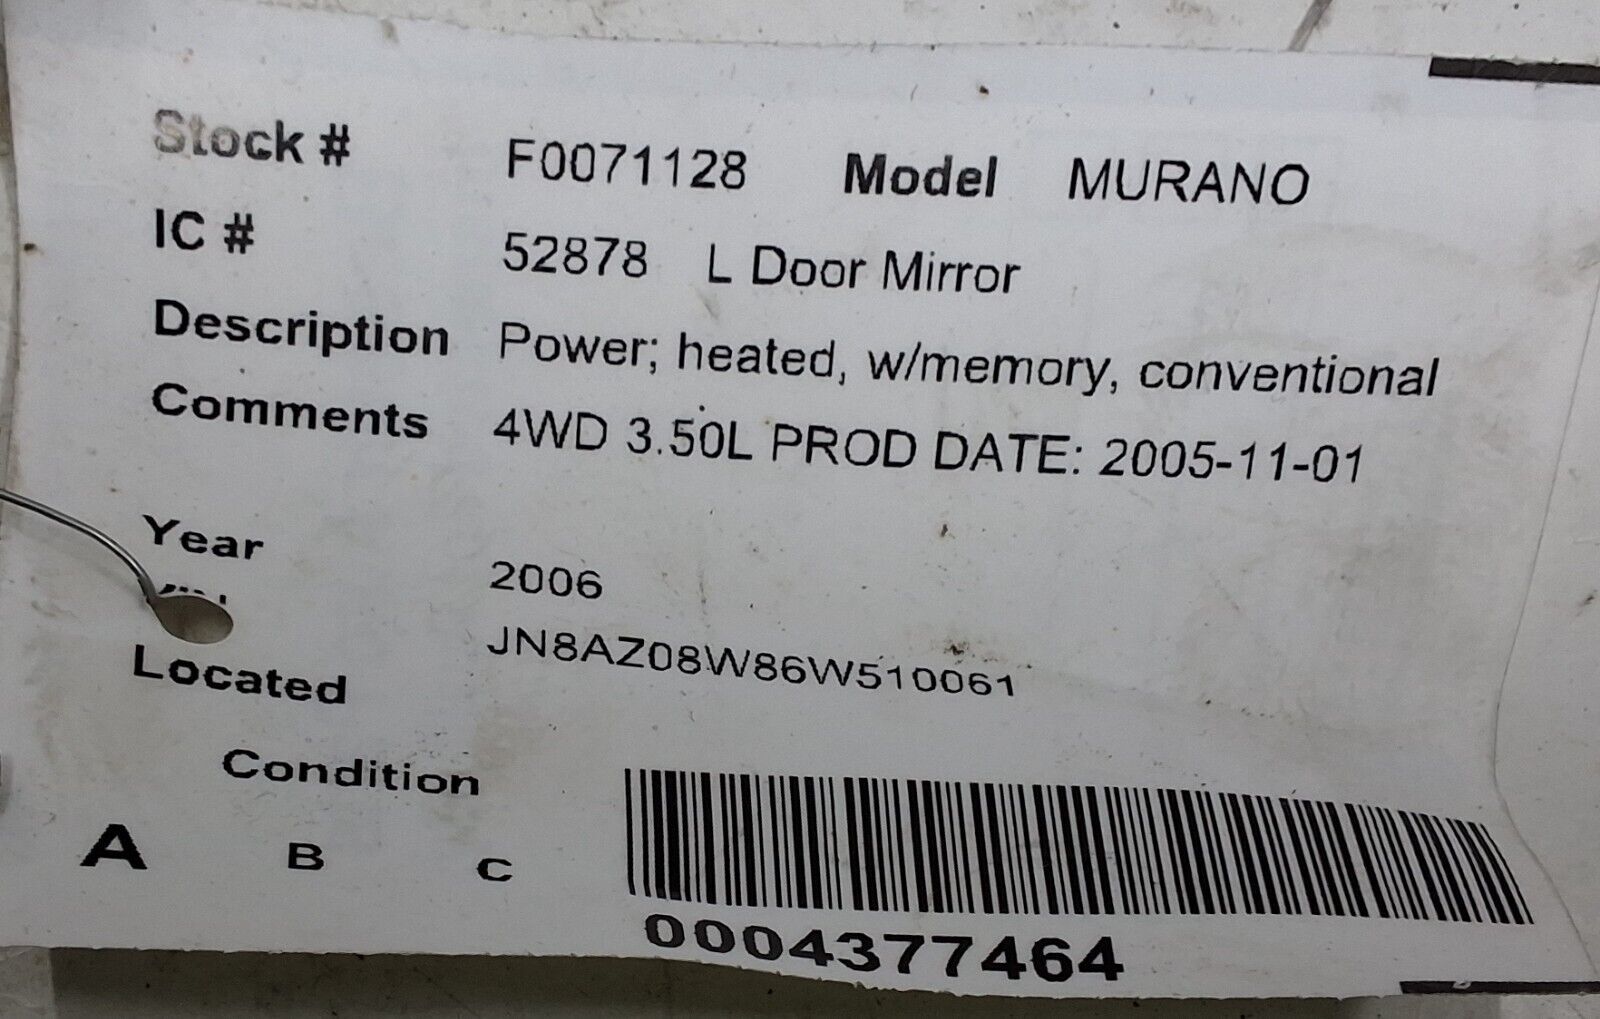 Stock # F0071128 Model MURANO
IC # 52878 L Door Mirror
Description Power; heated, w/memory, conventional
Comments 4WD 3.50L PROD DATE: 2005-11-01
Year 2006
JN8AZ08W86W510061
Located
Condition
A B C
0004377464